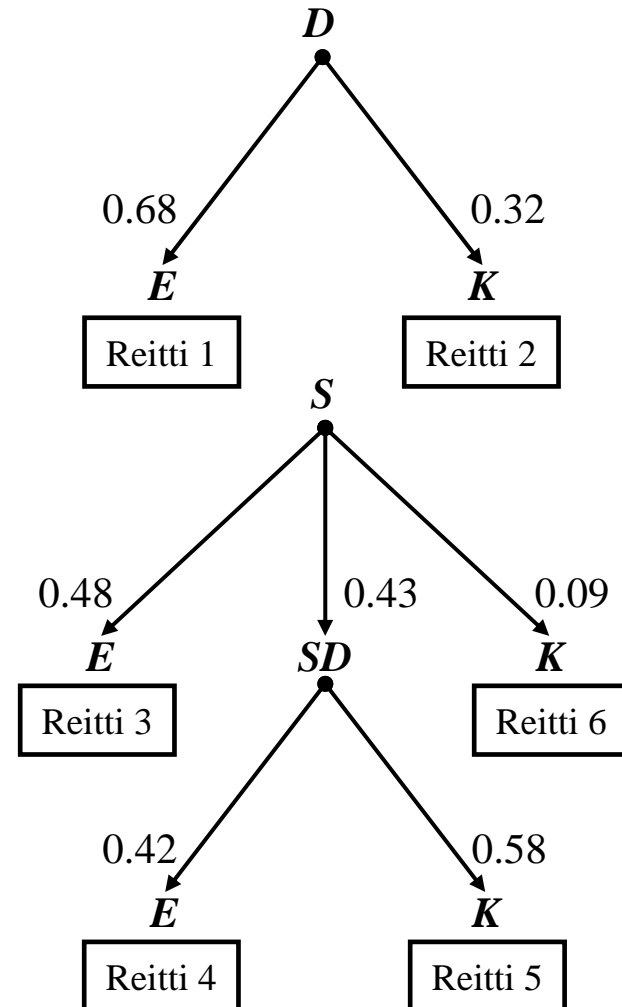 D
0.68 0.32
E K
Reitti 1 Reitti 2
S
0.48 0.43 0.09
E SD K
Reitti 3 Reitti 6
0.42 0.58
E K
Reitti 4 Reitti 5